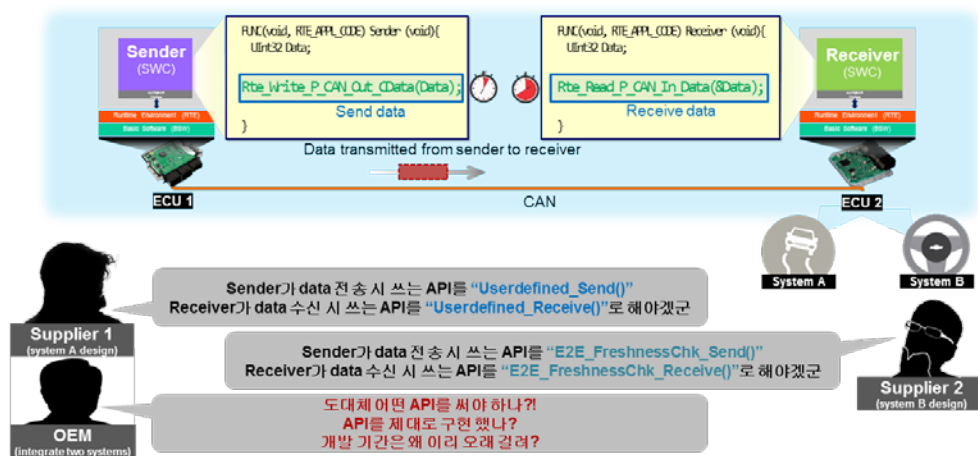 Sender
(SWC)
Runtime Environment (RTE)
Basic Software (BSW)
ECU 1
FUNC(void, RTE_APPL_CODE) Sender (void){
UInt32 Data;
Rte_Write_P_CAN_Out_CData(Data);
Send data
}
FUNC(void, RTE_APPL_CODE) Receiver (void){
UInt32 Data;
Rte_Read_P_CAN_In_Data(&Data);
Receive data
}
Receiver
(SWC)
Runtime Environment (RTE)
Basic Software (BSW)
ECU 2
Data transmitted from sender to receiver
CAN
System A
System B
Supplier 1
(system A design)
Sender가 data 전송 시 쓰는 API를 “Userdefined_Send()”
Receiver가 data 수신 시 쓰는 API를 “Userdefined_Receive()”로 해야겠군
Sender가 data 전송 시 쓰는 API를 “E2E_FreshnessChk_Send()”
Receiver가 data 수신 시 쓰는 API를 “E2E_FreshnessChk_Receive()”로 해야겠군
Supplier 2
(system B design)
OEM
(integrate two systems)
도대체 어떤 API를 써야 하나?!
API를 제대로 구현 했나?
개발 기간은 왜 이리 오래 걸려?